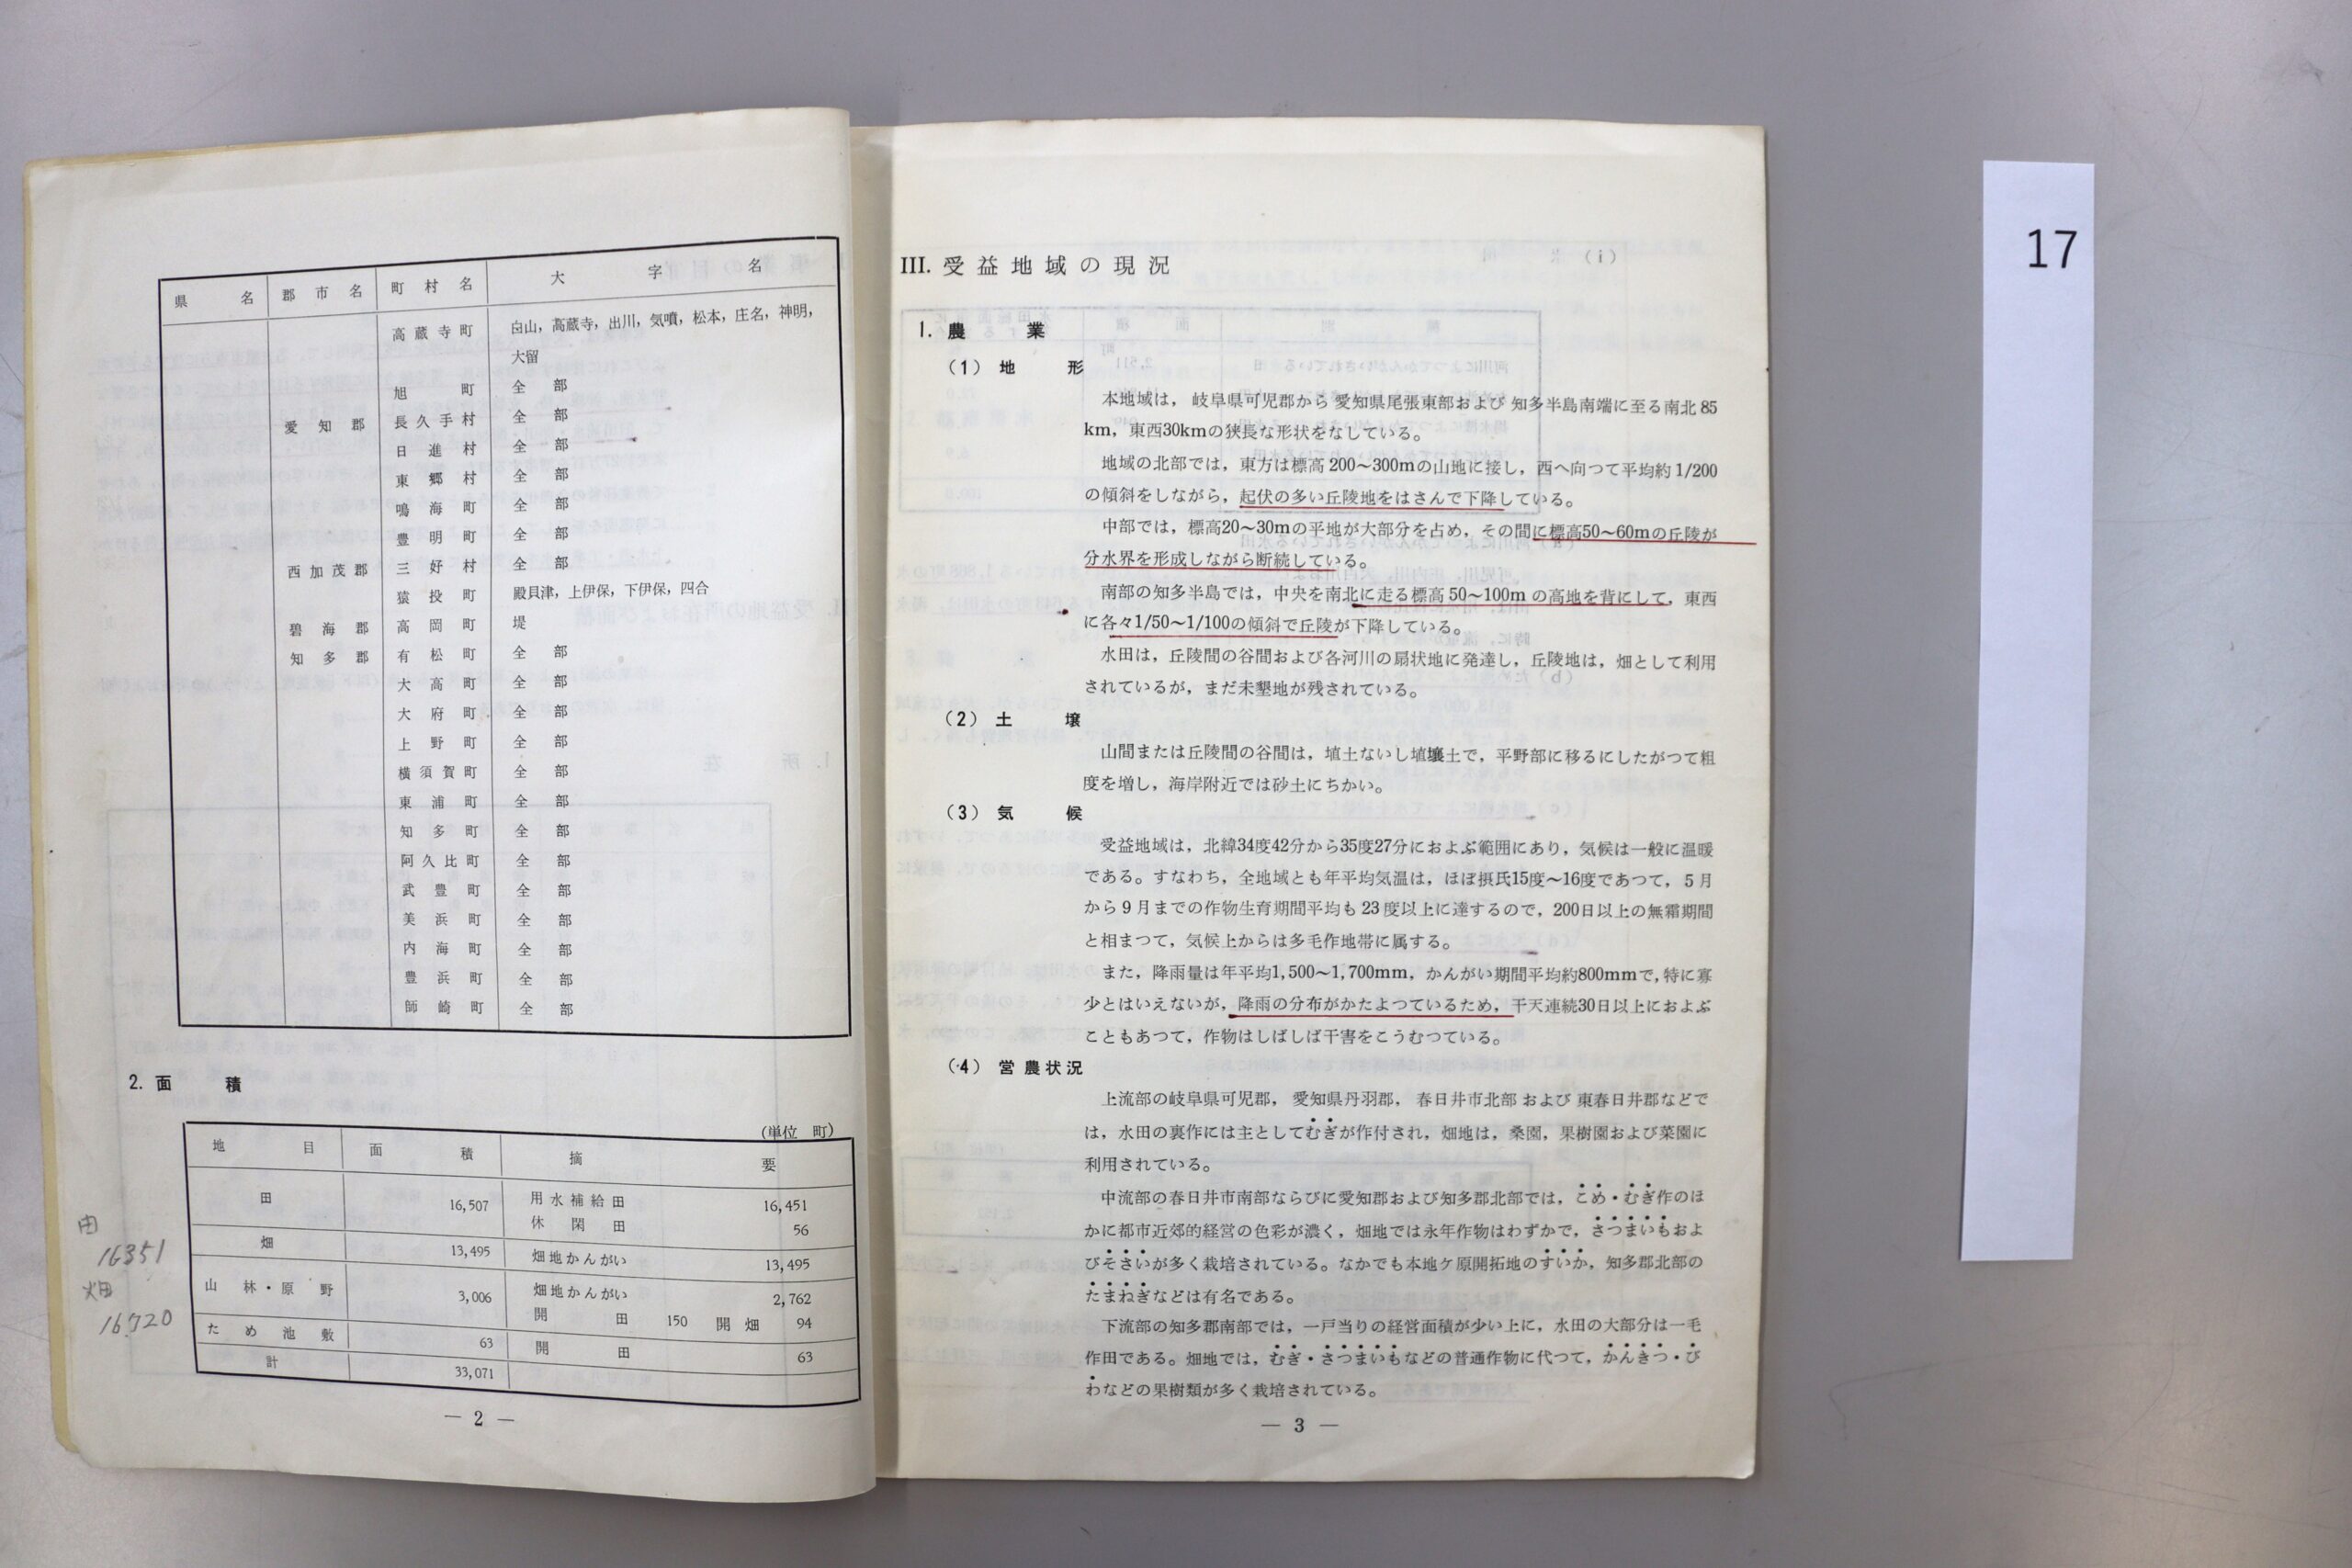 県名 郡市名 町村名 大字名
高蔵寺町 白山，高蔵寺，出川，気噴，松本，庄名，神明，
大留
旭町 全部
愛知郡 長久手村 全部
日進村 全部
東郷村 全部
鳴海町 全部
豊明町 全部
西加茂郡 三好村 全部
猿投町 殿貝津，上伊保，下伊保，四合
碧海郡 高岡町 堤
知多郡 有松町 全部
大高町 全部
大府町 全部
上野町 全部
横須賀町 全部
東浦町 全部
知多町 全部
阿久比町 全部
武豊町 全部
美浜町 全部
内海町 全部
豊浜町 全部
師崎町 全部
2. 面積
(単位 町)
地目 面積 摘要
田 16,507 用水補給田 16,451
休閑田 56
畑 13,495 畑地かんがい 13,495
山林・原野 3,006 畑地かんがい 2,762
開田 150 開畑 94
ため池敷 63 開田 63
計 33,071
田
16351
畑
16720
— 2 —
III. 受益地域の現況
1. 農業
(1) 地形
本地域は，岐阜県可児郡から愛知県尾張東部および知多半島南端に至る南北85
km，東西30kmの狭長な形状をなしている。
地域の北部では，東方は標高200〜300mの山地に接し，西へ向つて平均約1/200
の傾斜をしながら，起伏の多い丘陵地をはさんで下降している。
中部では，標高20〜30mの平地が大部分を占め，その間に標高50〜60mの丘陵が
分水界を形成しながら断続している。
南部の知多半島では，中央を南北に走る標高50〜100mの高地を背にして，東西
に各々1/50〜1/100の傾斜で丘陵が下降している。
水田は，丘陵間の谷間および各河川の扇状地に発達し，丘陵地は，畑として利用
されているが，まだ未墾地が残されている。
(2) 土壌
山間または丘陵間の谷間は，埴土ないし埴壌土で，平野部に移るにしたがつて粗
度を増し，海岸附近では砂土にちかい。
(3) 気候
受益地域は，北緯34度42分から35度27分におよぶ範囲にあり，気候は一般に温暖
である。すなわち，全地域とも年平均気温は，ほぼ摂氏15度〜16度であつて，5月
から9月までの作物生育期間平均も23度以上に達するので，200日以上の無霜期間
と相まつて，気候上からは多毛作地帯に属する。
また，降雨量は年平均1,500〜1,700mm，かんがい期間平均約800mmで，特に寡
少とはいえないが，降雨の分布がかたよつているため，干天連続30日以上におよぶ
こともあつて，作物はしばしば干害をこうむつている。
(4) 営農状況
上流部の岐阜県可児郡，愛知県丹羽郡，春日井市北部および東春日井郡などで
は，水田の裏作には主としてむぎが作付され，畑地は，桑園，果樹園および菜園に
利用されている。
中流部の春日井市南部ならびに愛知郡および知多郡北部では，こめ・むぎ作のほ
かに都市近郊的経営の色彩が濃く，畑地では永年作物はわずかで，さつまいもおよ
びそさいが多く栽培されている。なかでも本地ケ原開拓地のすいか，知多郡北部の
たまねぎなどは有名である。
下流部の知多郡南部では，一戸当りの経営面積が少い上に，水田の大部分は一毛
作田である。畑地では，むぎ・さつまいもなどの普通作物に代つて，かんきつ・び
わなどの果樹類が多く栽培されている。
— 3 —
17